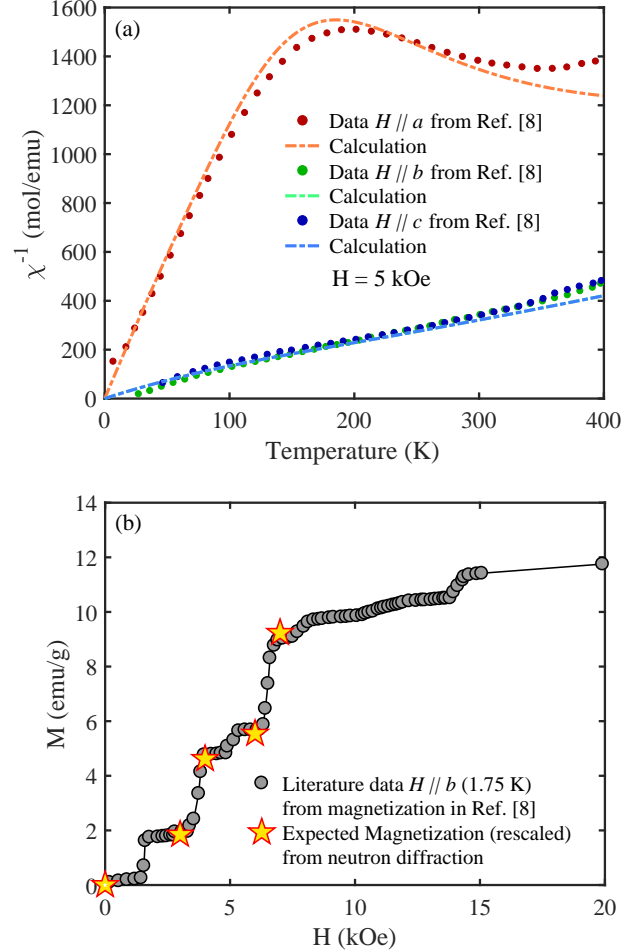 1600
(a)
1400
1200
1000
800
600
400
200
0
χ⁻¹ (mol/emu)
Data H // a from Ref. [8]
Calculation
Data H // b from Ref. [8]
Calculation
Data H // c from Ref. [8]
Calculation
H = 5 kOe
0 100 200 300 400
Temperature (K)
14
(b)
12
10
8
6
4
2
0
M (emu/g)
Literature data H // b (1.75 K)
from magnetization in Ref. [8]
Expected Magnetization (rescaled)
from neutron diffraction
0 5 10 15 20
H (kOe)